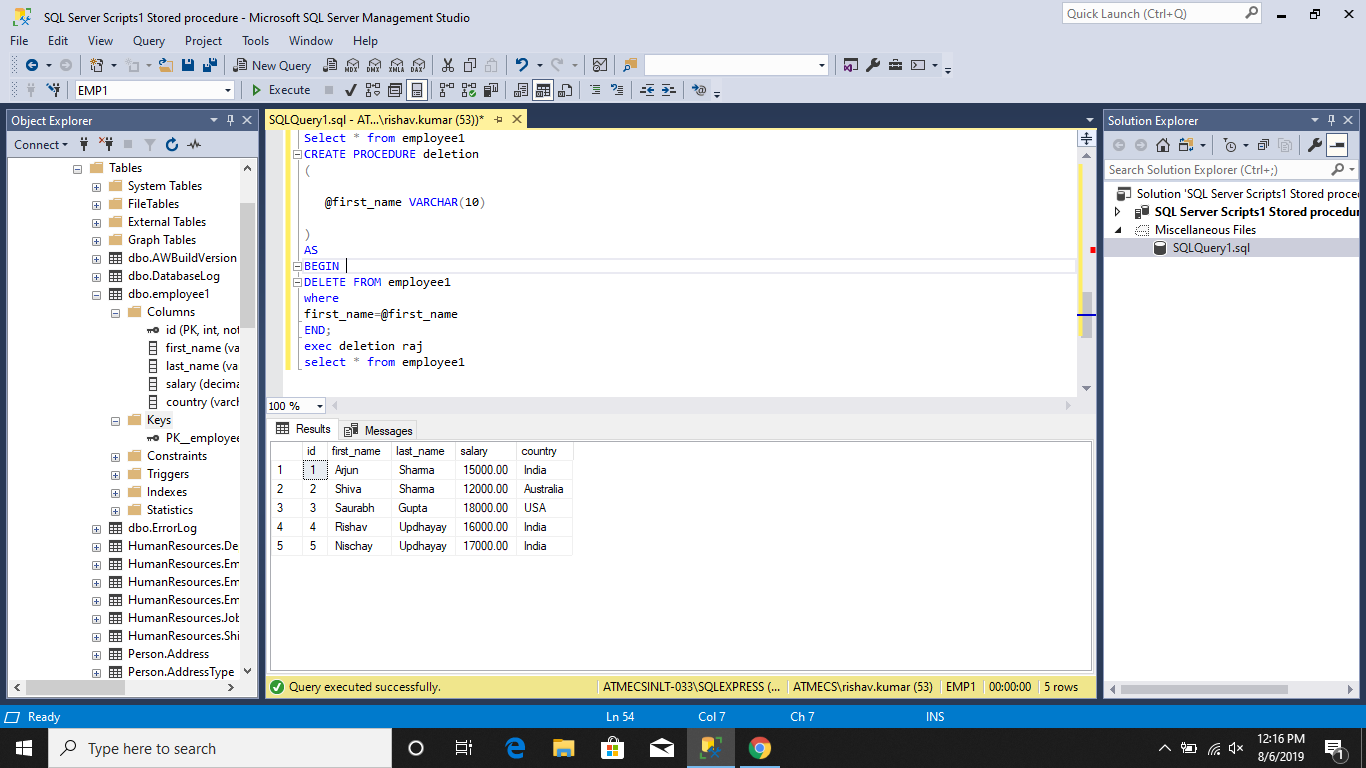 SQL Server Scripts1 Stored procedure - Microsoft SQL Server Management Studio
Quick Launch (Ctrl+Q)
File Edit View Query Project Tools Window Help
New Query
MDX DMX XMLA DAX
EMP1
Execute
Object Explorer
Connect
Tables
System Tables
FileTables
External Tables
Graph Tables
dbo.AWBuildVersion
dbo.DatabaseLog
dbo.employee1
Columns
id (PK, int, not
first_name (va
last_name (va
salary (decima
country (varch
Keys
PK__employee
Constraints
Triggers
Indexes
Statistics
dbo.ErrorLog
HumanResources.De
HumanResources.Em
HumanResources.Em
HumanResources.Em
HumanResources.Job
HumanResources.Shi
Person.Address
Person.AddressType
SQLQuery1.sql - AT...\rishav.kumar (53))*
Select * from employee1
CREATE PROCEDURE deletion
(
@first_name VARCHAR(10)
)
AS
BEGIN
DELETE FROM employee1
where
first_name=@first_name
END;
exec deletion raj
select * from employee1
100 %
Results Messages
id first_name last_name salary country
1 1 Arjun Sharma 15000.00 India
2 2 Shiva Sharma 12000.00 Australia
3 3 Saurabh Gupta 18000.00 USA
4 4 Rishav Updhayay 16000.00 India
5 5 Nischay Updhayay 17000.00 India
Query executed successfully.
ATMECSINLT-033\SQLEXPRESS (... ATMECS\rishav.kumar (53) EMP1 00:00:00 5 rows
Solution Explorer
Search Solution Explorer (Ctrl+;)
Solution 'SQL Server Scripts1 Stored proce
SQL Server Scripts1 Stored procedur
Miscellaneous Files
SQLQuery1.sql
Ready
Ln 54 Col 7 Ch 7 INS
Type here to search
12:16 PM
8/6/2019
1